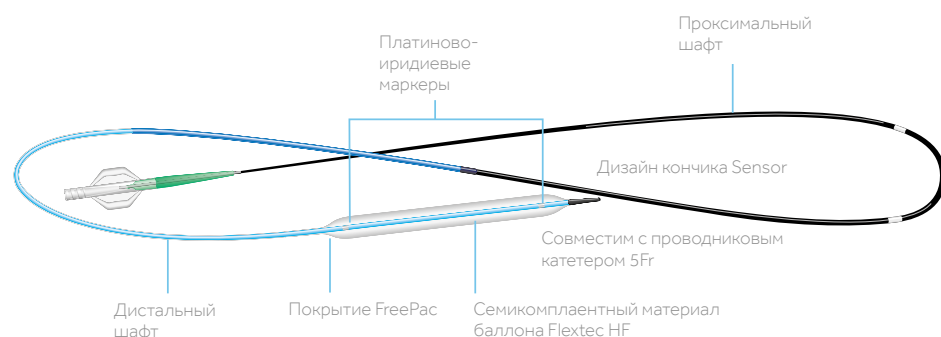 Проксимальный
шафт
Платиново-
иридиевые
маркеры
Дизайн кончика Sensor
Совместим с проводниковым
катетером 5Fr
Дистальный
шафт
Покрытие FreePac
Семикомплаентный материал
баллона Flextec HF